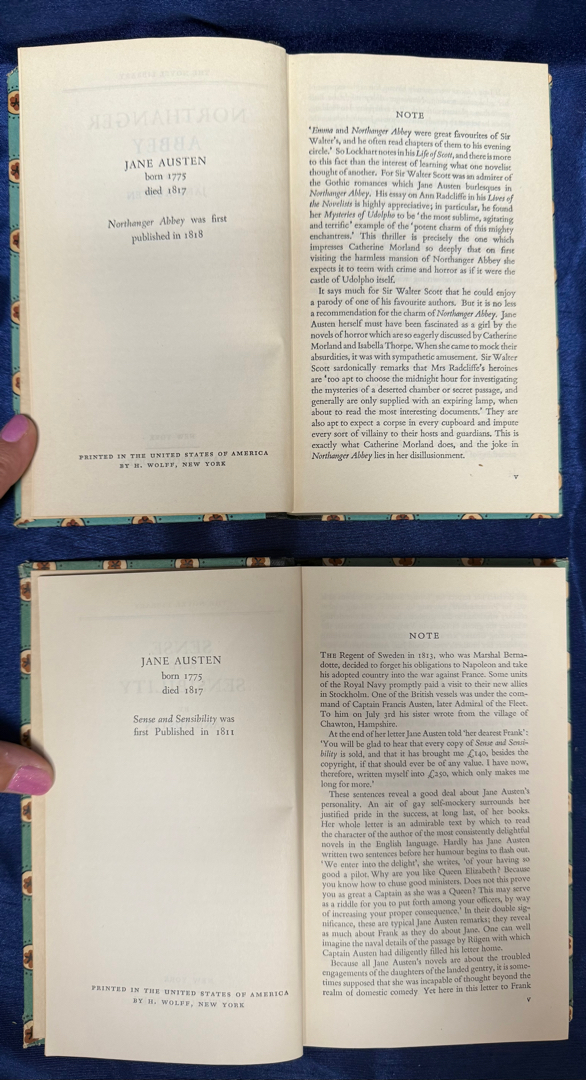 JANE AUSTEN
born 1775
died 1817
Northanger Abbey was first
published in 1818
PRINTED IN THE UNITED STATES OF AMERICA
BY H. WOLFF, NEW YORK
NOTE
'Emma and Northanger Abbey were great favourites of Sir
Walter's, and he often read chapters of them to his evening
circle.' So Lockhart notes in his Life of Scott, and there is more
to this fact than the interest of learning what one novelist
thought of another. For Sir Walter Scott was an admirer of
the Gothic romances which Jane Austen burlesques in
Northanger Abbey. His essay on Ann Radcliffe in his Lives of
the Novelists is highly appreciative; in particular, he found
her Mysteries of Udolpho to be 'the most sublime, agitating
and terrific' example of the 'potent charm of this mighty
enchantress.' This thriller is precisely the one which
impresses Catherine Morland so deeply that on first
visiting the harmless mansion of Northanger Abbey she
expects it to teem with crime and horror as if it were the
castle of Udolpho itself.
It says much for Sir Walter Scott that he could enjoy
a parody of one of his favourite authors. But it is no less
a recommendation for the charm of Northanger Abbey. Jane
Austen herself must have been fascinated as a girl by the
novels of horror which are so eagerly discussed by Catherine
Morland and Isabella Thorpe. When she came to mock their
absurdities, it was with sympathetic amusement. Sir Walter
Scott sardonically remarks that Mrs Radcliffe's heroines
are 'too apt to choose the midnight hour for investigating
the mysteries of a deserted chamber or secret passage, and
generally are only supplied with an expiring lamp, when
about to read the most interesting documents.' They are
also apt to expect a corpse in every cupboard and impute
every sort of villainy to their hosts and guardians. This is
exactly what Catherine Morland does, and the joke in
Northanger Abbey lies in her disillusionment.
v
JANE AUSTEN
born 1775
died 1817
Sense and Sensibility was
first Published in 1811
PRINTED IN THE UNITED STATES OF AMERICA
BY H. WOLFF, NEW YORK
NOTE
THE Regent of Sweden in 1813, who was Marshal Berna-
dotte, decided to forget his obligations to Napoleon and take
his adopted country into the war against France. Some units
of the Royal Navy promptly paid a visit to their new allies
in Stockholm. One of the British vessels was under the com-
mand of Captain Francis Austen, later Admiral of the Fleet.
To him on July 3rd his sister wrote from the village of
Chawton, Hampshire.
At the end of her letter Jane Austen told 'her dearest Frank':
'You will be glad to hear that every copy of Sense and Sensi-
bility is sold, and that it has brought me £140, besides the
copyright, if that should ever be of any value. I have now,
therefore, written myself into £250, which only makes me
long for more.'
These sentences reveal a good deal about Jane Austen's
personality. An air of gay self-mockery surrounds her
justified pride in the success, at long last, of her books.
Her whole letter is an admirable text by which to read
the character of the author of the most consistently delightful
novels in the English language. Hardly has Jane Austen
written two sentences before her humour begins to flash out.
'We enter into the delight', she writes, 'of your having so
good a pilot. Why are you like Queen Elizabeth? Because
you know how to chuse good ministers. Does not this prove
you as great a Captain as she was a Queen? This may serve
as a riddle for you to put forth among your officers, by way
of increasing your proper consequence.' In their double sig-
nificance, these are typical Jane Austen remarks; they reveal
as much about Frank as they do about Jane. One can well
imagine the naval details of the passage by Rügen with which
Captain Austen had diligently filled his letter home.
Because all Jane Austen's novels are about the troubled
engagements of the daughters of the landed gentry, it is some-
times supposed that she was incapable of thought beyond the
realm of domestic comedy Yet here in this letter to Frank
v